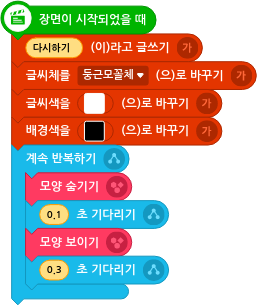 장면이 시작되었을 때
다시하기 (이)라고 글쓰기 가
글씨체를 둥근모꼴체 (으)로 바꾸기 가
글씨색을 (으)로 바꾸기 가
배경색을 (으)로 바꾸기 가
계속 반복하기
모양 숨기기
0.1 초 기다리기
모양 보이기
0.3 초 기다리기